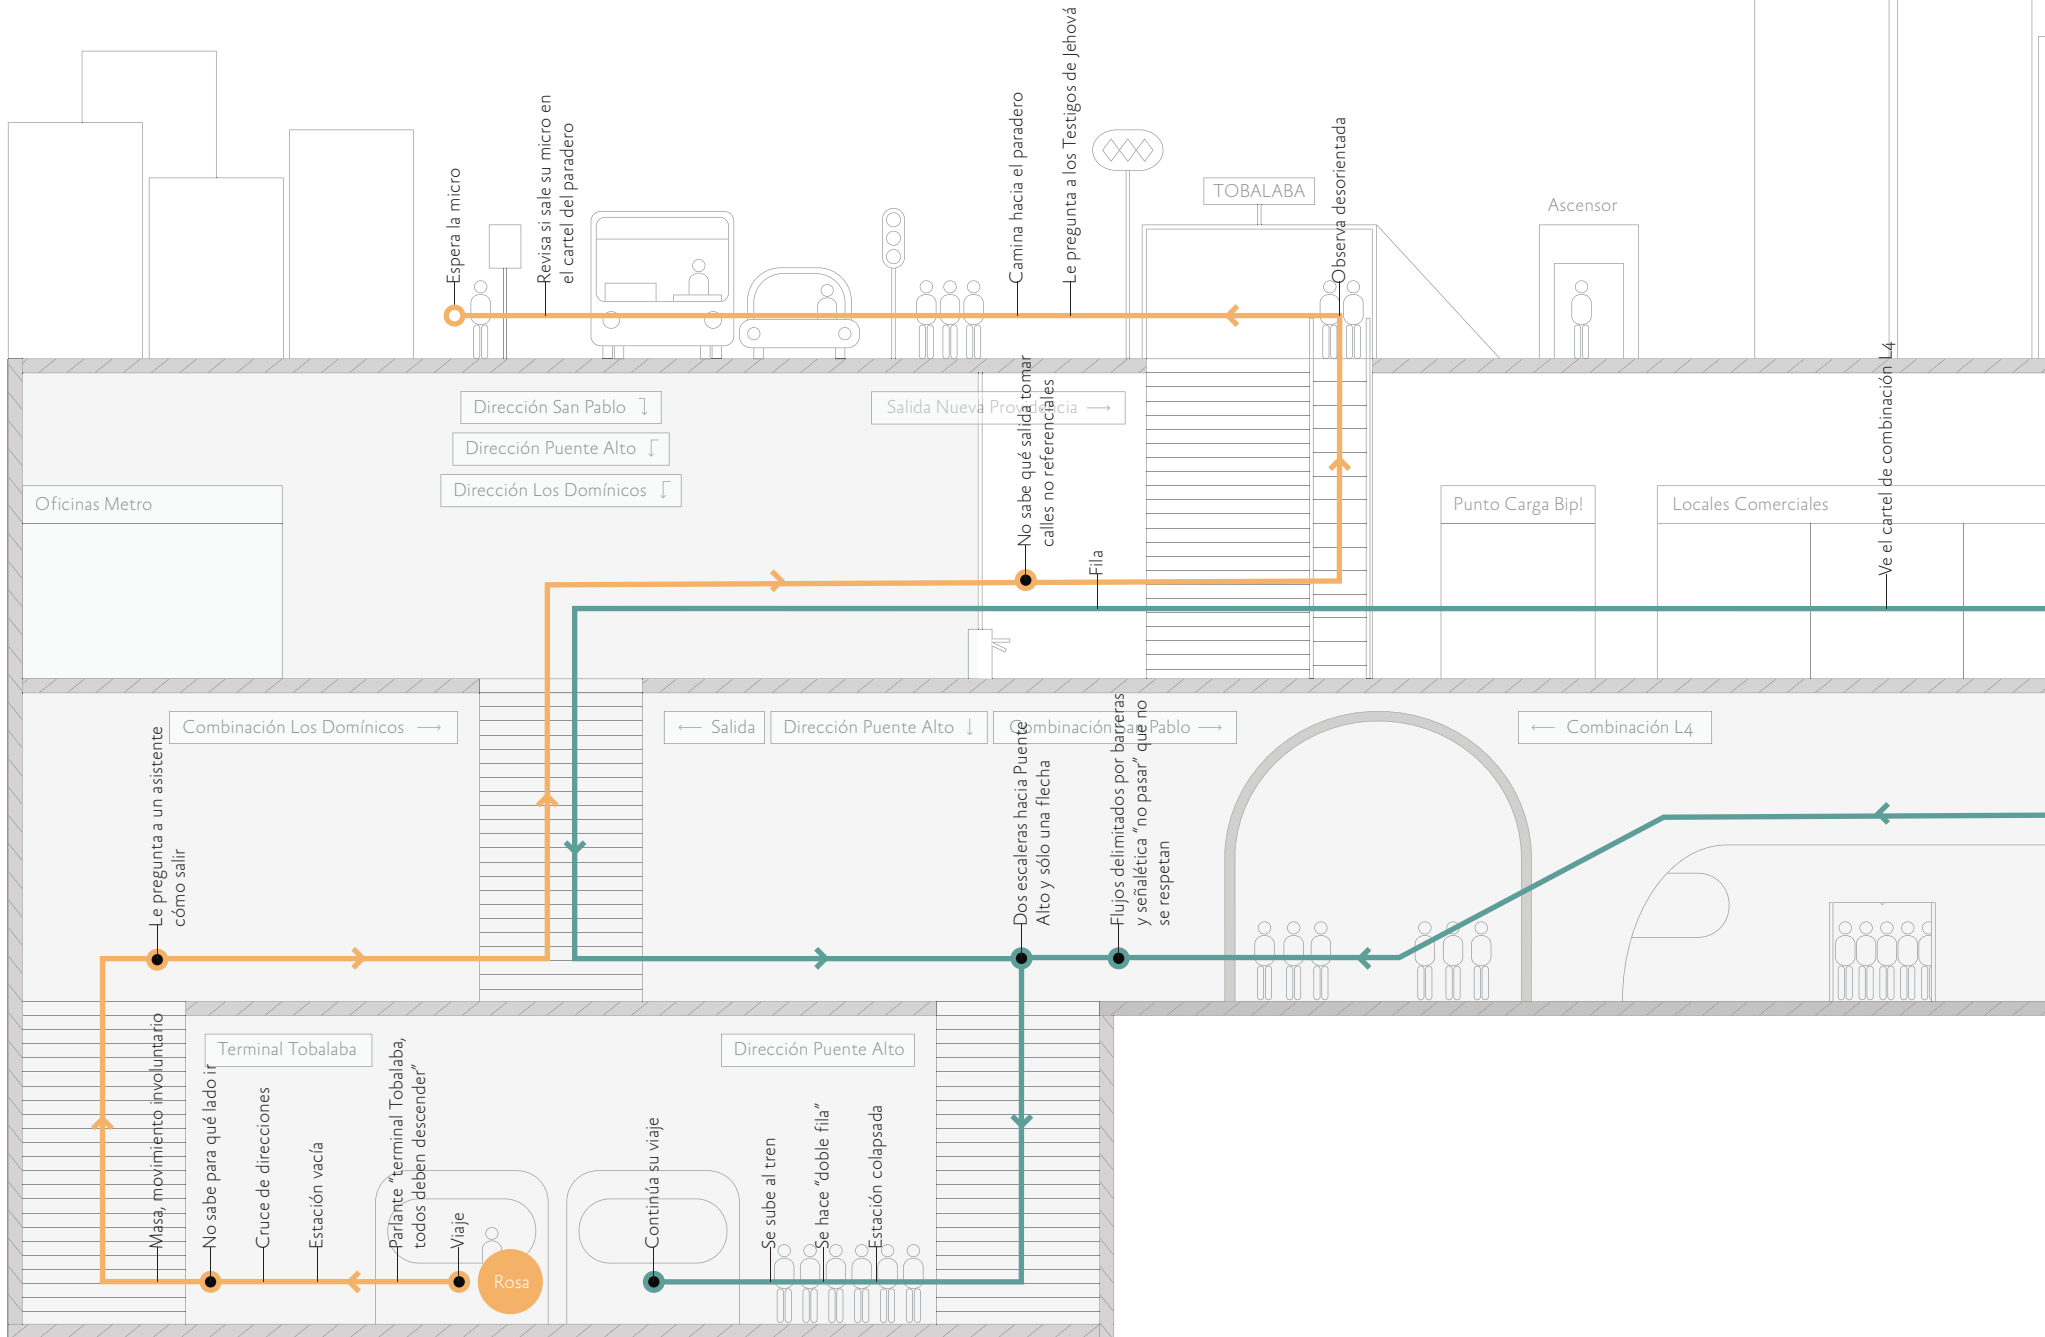 Espera la micro
Revisa si sale su micro en
el cartel del paradero
Camina hacia el paradero
Le pregunta a los Testigos de Jehová
TOBALABA
Observa desorientada
Ascensor
Dirección San Pablo
Dirección Puente Alto
Dirección Los Domínicos
Salida Nueva Providencia
No sabe qué salida tomar
calles no referenciales
Fila
Oficinas Metro
Punto Carga Bip!
Locales Comerciales
Ve el cartel de combinación L4
Combinación Los Domínicos
Salida
Dirección Puente Alto
Combinación San Pablo
Combinación L4
Le pregunta a un asistente
cómo salir
Dos escaleras hacia Puente
Alto y sólo una flecha
Flujos delimitados por barreras
y señalética "no pasar" que no
se respetan
Terminal Tobalaba
Dirección Puente Alto
Masa, movimiento involuntario
No sabe para qué lado ir
Cruce de direcciones
Estación vacía
Parlante "terminal Tobalaba,
todos deben descender"
Viaje
Rosa
Continúa su viaje
Se sube al tren
Se hace "doble fila"
Estación colapsada